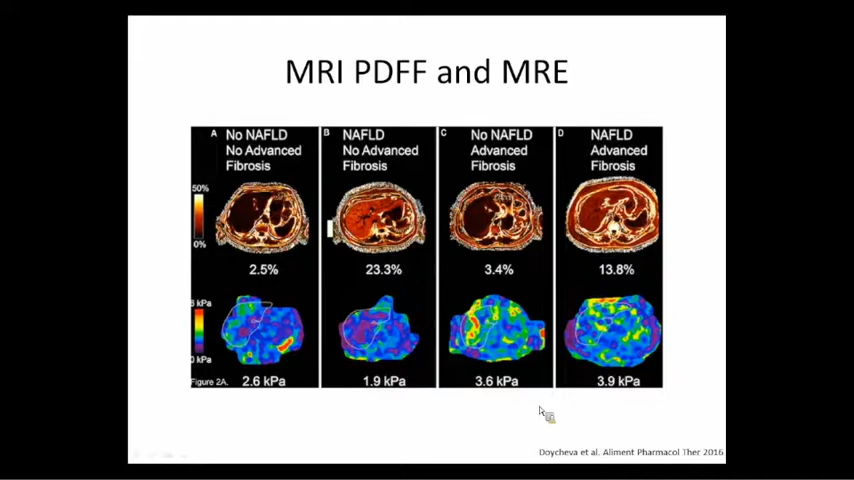 MRI PDFF and MRE
A
No NAFLD
No Advanced
Fibrosis
B
NAFLD
No Advanced
Fibrosis
C
No NAFLD
Advanced
Fibrosis
D
NAFLD
Advanced
Fibrosis
50%
0%
2.5%
23.3%
3.4%
13.8%
6 kPa
0 kPa
Figure 2A.
2.6 kPa
1.9 kPa
3.6 kPa
3.9 kPa
Doycheva et al. Aliment Pharmacol Ther 2016